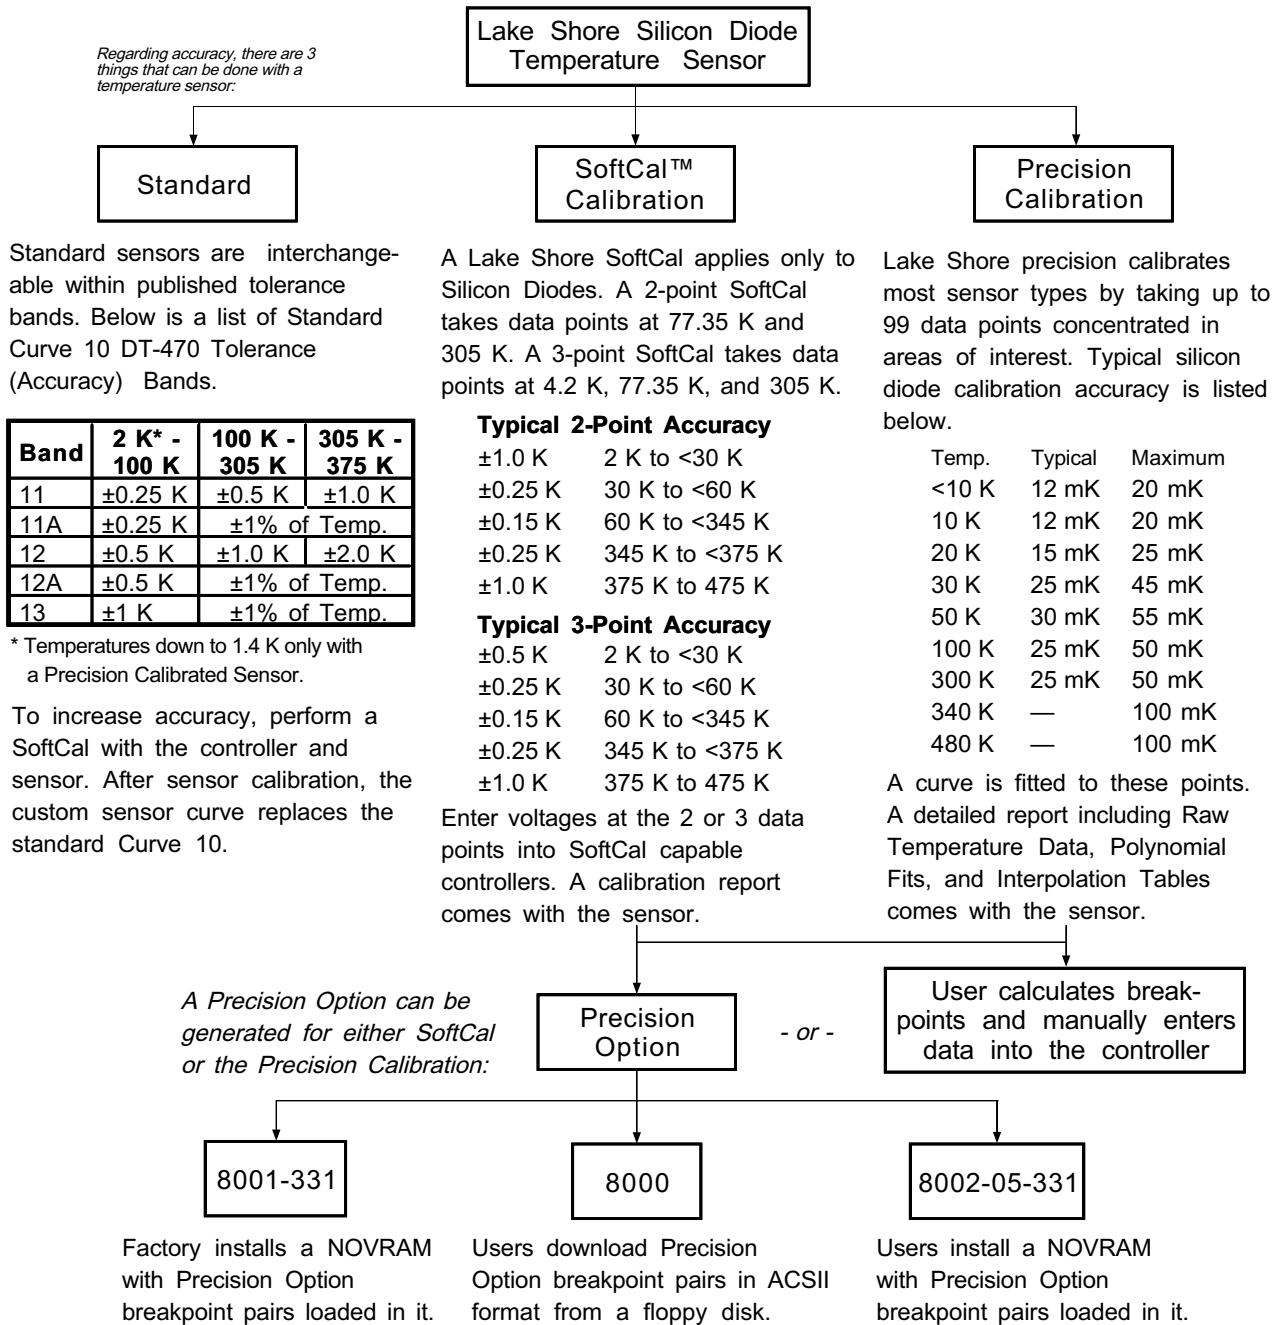 Lake Shore Silicon Diode
Temperature Sensor
Regarding accuracy, there are 3
things that can be done with a
temperature sensor:
Standard
SoftCal™
Calibration
Precision
Calibration
Standard sensors are interchange-
able within published tolerance
bands. Below is a list of Standard
Curve 10 DT-470 Tolerance
(Accuracy) Bands.
Band 2 K* - 100 K - 305 K -
100 K 305 K 375 K
11 ±0.25 K ±0.5 K ±1.0 K
11A ±0.25 K ±1% of Temp.
12 ±0.5 K ±1.0 K ±2.0 K
12A ±0.5 K ±1% of Temp.
13 ±1 K ±1% of Temp.
* Temperatures down to 1.4 K only with
a Precision Calibrated Sensor.
To increase accuracy, perform a
SoftCal with the controller and
sensor. After sensor calibration, the
custom sensor curve replaces the
standard Curve 10.
A Lake Shore SoftCal applies only to
Silicon Diodes. A 2-point SoftCal
takes data points at 77.35 K and
305 K. A 3-point SoftCal takes data
points at 4.2 K, 77.35 K, and 305 K.
Typical 2-Point Accuracy
±1.0 K 2 K to <30 K
±0.25 K 30 K to <60 K
±0.15 K 60 K to <345 K
±0.25 K 345 K to <375 K
±1.0 K 375 K to 475 K
Typical 3-Point Accuracy
±0.5 K 2 K to <30 K
±0.25 K 30 K to <60 K
±0.15 K 60 K to <345 K
±0.25 K 345 K to <375 K
±1.0 K 375 K to 475 K
Enter voltages at the 2 or 3 data
points into SoftCal capable
controllers. A calibration report
comes with the sensor.
Lake Shore precision calibrates
most sensor types by taking up to
99 data points concentrated in
areas of interest. Typical silicon
diode calibration accuracy is listed
below.
Temp. Typical Maximum
<10 K 12 mK 20 mK
10 K 12 mK 20 mK
20 K 15 mK 25 mK
30 K 25 mK 45 mK
50 K 30 mK 55 mK
100 K 25 mK 50 mK
300 K 25 mK 50 mK
340 K — 100 mK
480 K — 100 mK
A curve is fitted to these points.
A detailed report including Raw
Temperature Data, Polynomial
Fits, and Interpolation Tables
comes with the sensor.
A Precision Option can be
generated for either SoftCal
or the Precision Calibration:
Precision
Option
- or -
User calculates break-
points and manually enters
data into the controller
8001-331
8000
8002-05-331
Factory installs a NOVRAM
with Precision Option
breakpoint pairs loaded in it.
Users download Precision
Option breakpoint pairs in ACSII
format from a floppy disk.
Users install a NOVRAM
with Precision Option
breakpoint pairs loaded in it.